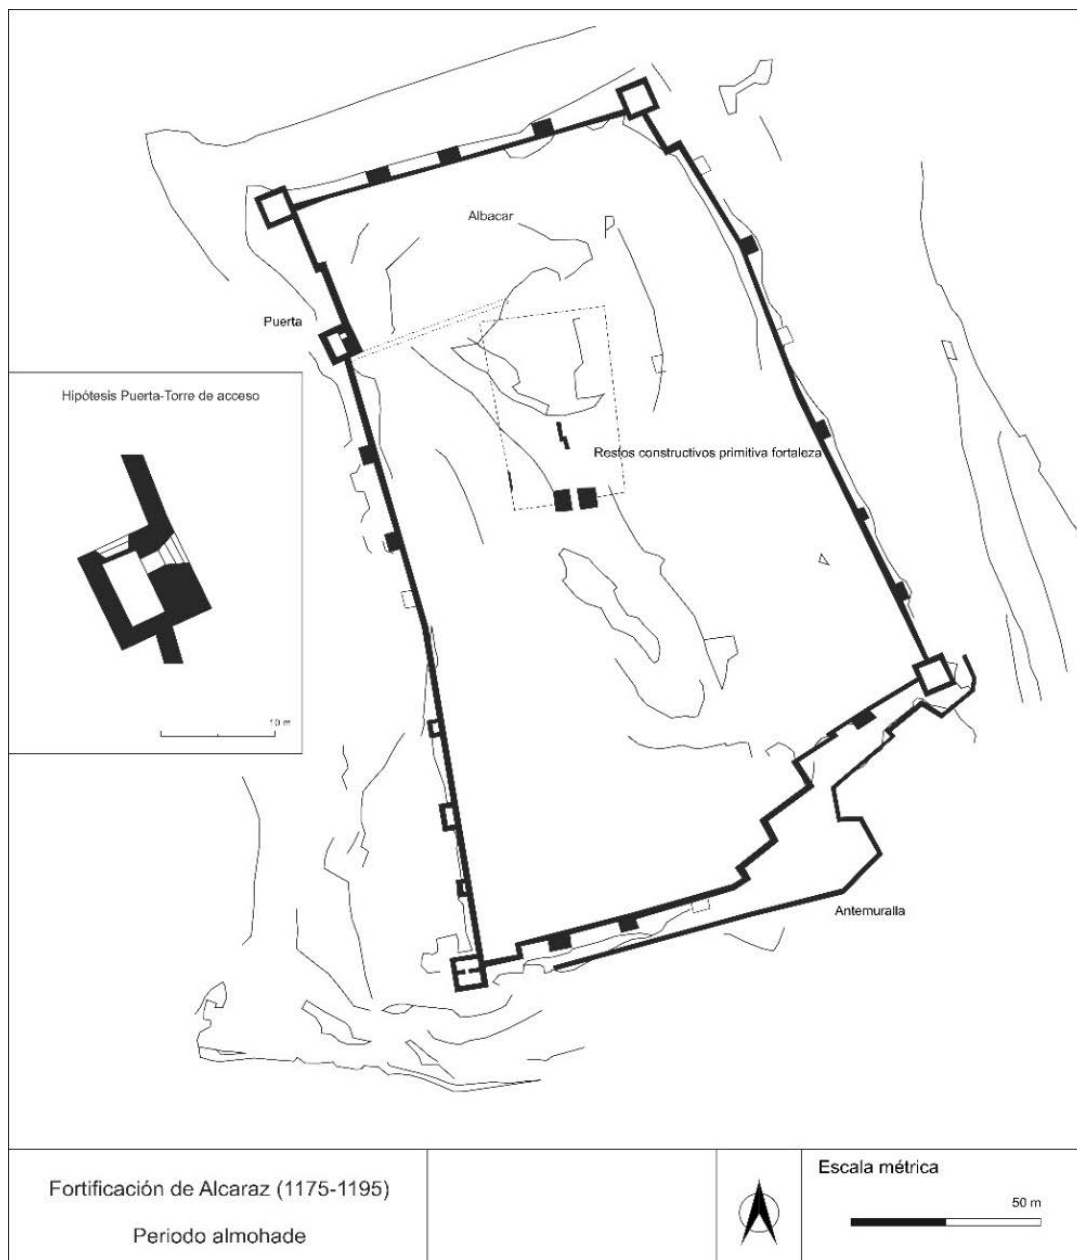 Albacar
Puerta
Hipótesis Puerta-Torre de acceso
Restos constructivos primitiva fortaleza
10 m
Antemuralla
Fortificación de Alcaraz (1175-1195)
Periodo almohade
Escala métrica
50 m